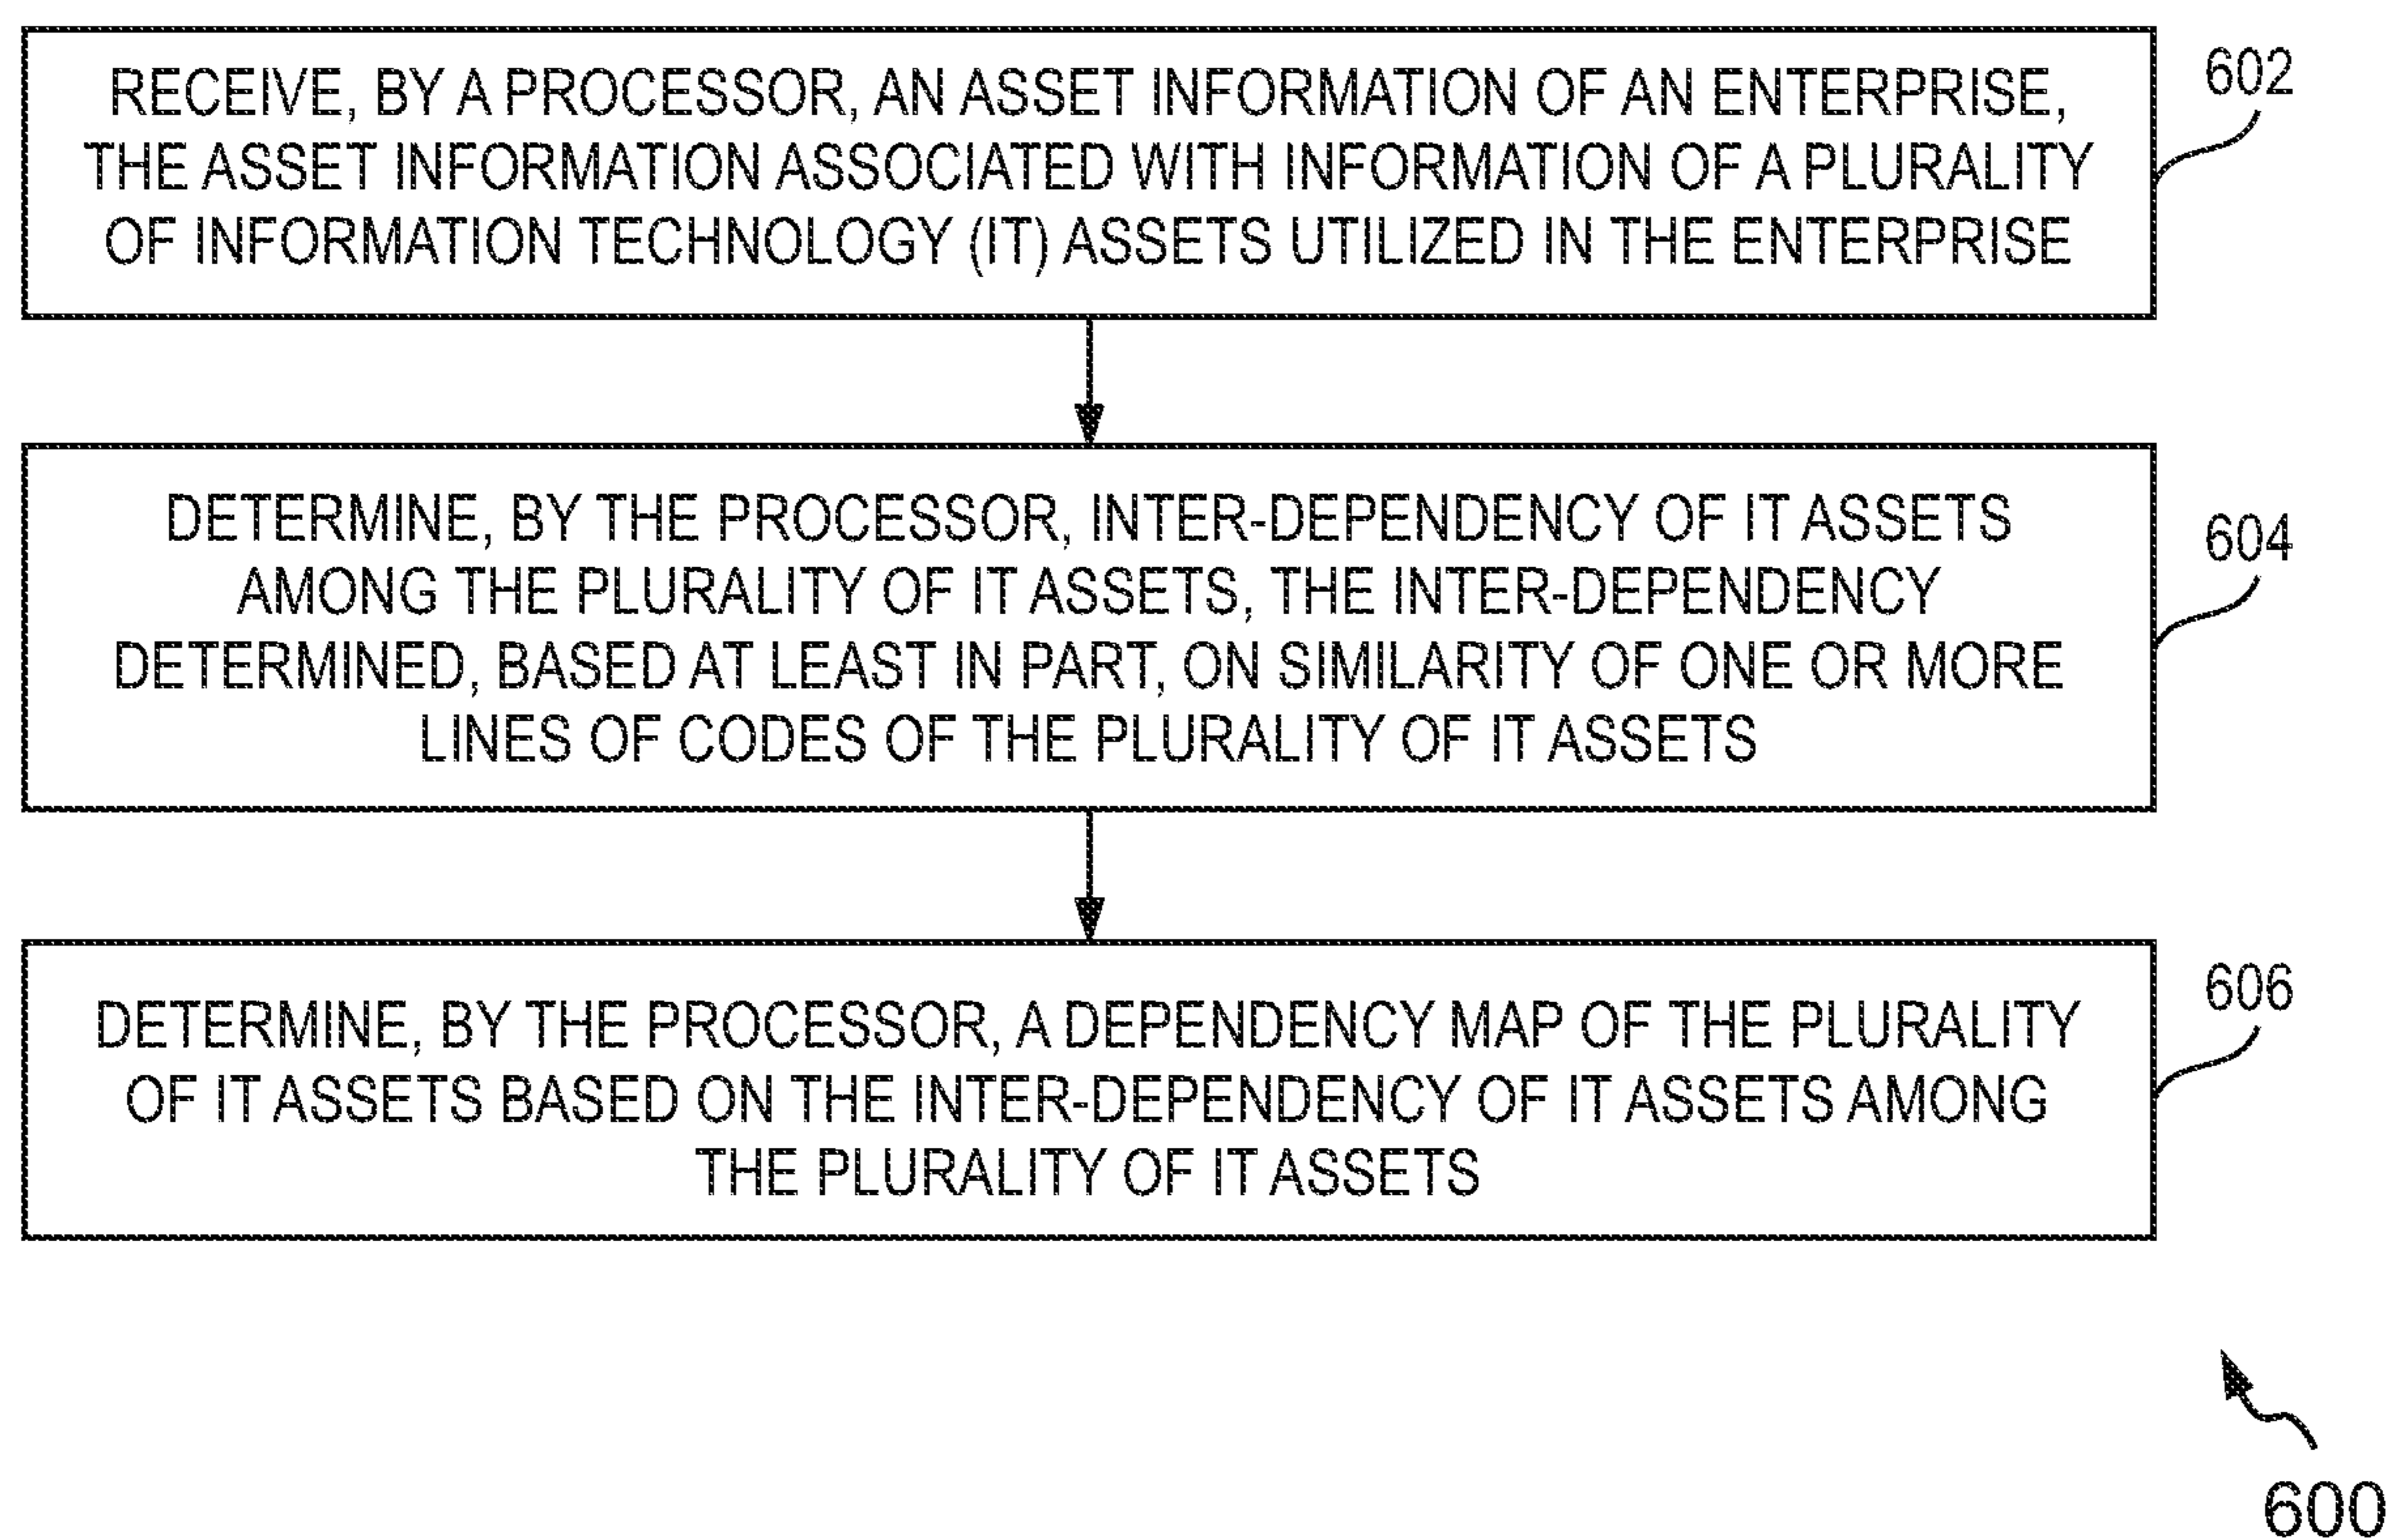 RECEIVE, BY A PROCESSOR, AN ASSET INFORMATION OF AN ENTERPRISE,
THE ASSET INFORMATION ASSOCIATED WITH INFORMATION OF A PLURALITY
OF INFORMATION TECHNOLOGY (IT) ASSETS UTILIZED IN THE ENTERPRISE
602
DETERMINE, BY THE PROCESSOR, INTER-DEPENDENCY OF IT ASSETS
AMONG THE PLURALITY OF IT ASSETS, THE INTER-DEPENDENCY
DETERMINED, BASED AT LEAST IN PART, ON SIMILARITY OF ONE OR MORE
LINES OF CODES OF THE PLURALITY OF IT ASSETS
604
DETERMINE, BY THE PROCESSOR, A DEPENDENCY MAP OF THE PLURALITY
OF IT ASSETS BASED ON THE INTER-DEPENDENCY OF IT ASSETS AMONG
THE PLURALITY OF IT ASSETS
606
600